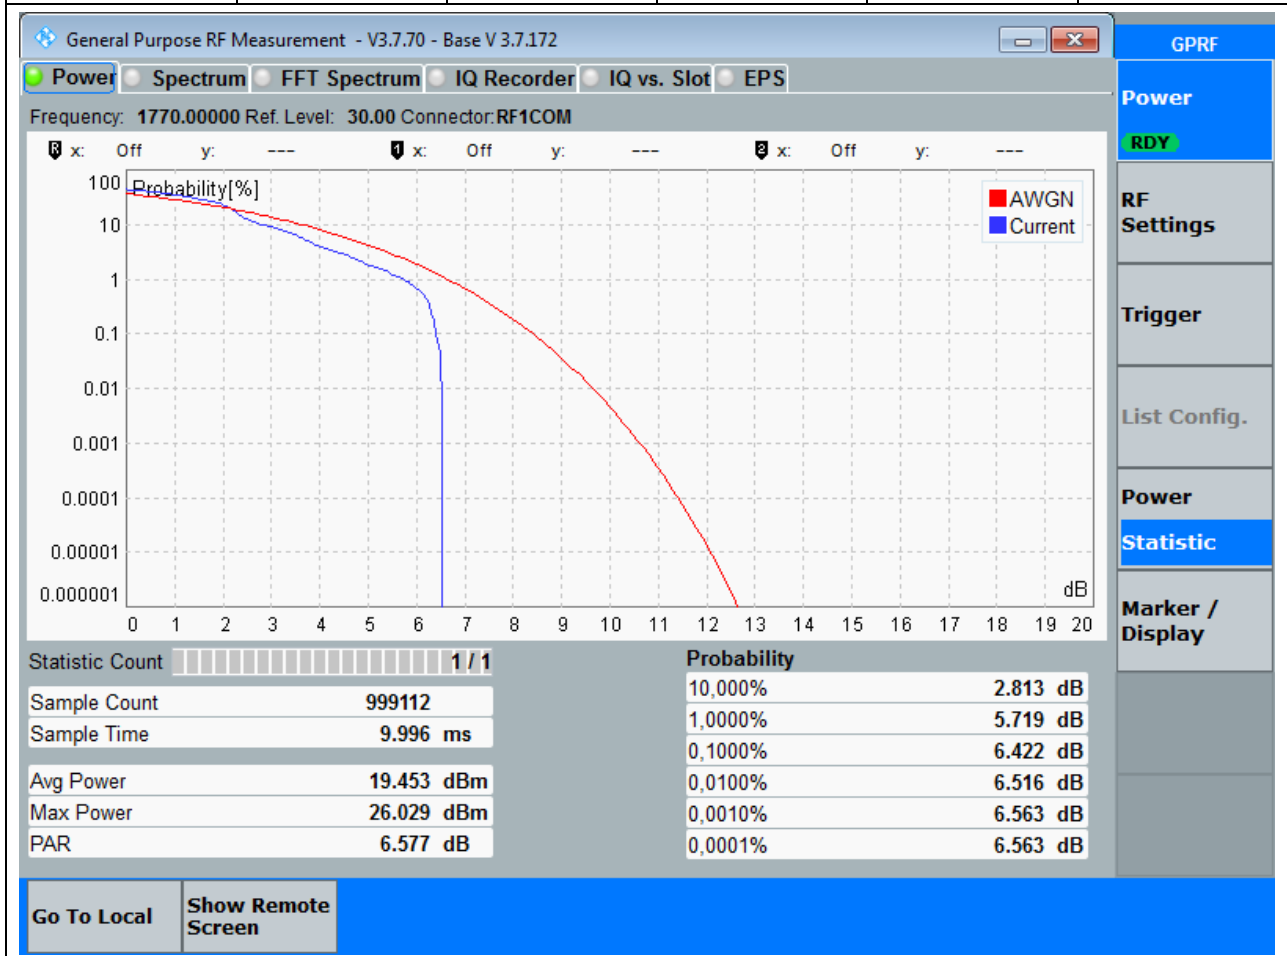 General Purpose RF Measurement - V3.7.70 - Base V 3.7.172
GPRF
Power Spectrum FFT Spectrum IQ Recorder IQ vs. Slot EPS
Frequency: 1770.00000 Ref. Level: 30.00 Connector: RF1COM
R x: Off y: --- 1 x: Off y: --- 2 x: Off y: ---
Probability[%]
AWGN
Current
100
10
1
0.1
0.01
0.001
0.0001
0.00001
0.000001
dB
0 1 2 3 4 5 6 7 8 9 10 11 12 13 14 15 16 17 18 19 20
Statistic Count 1 / 1
Sample Count 999112
Sample Time 9.996 ms
Avg Power 19.453 dBm
Max Power 26.029 dBm
PAR 6.577 dB
Probability
10,000% 2.813 dB
1,0000% 5.719 dB
0,1000% 6.422 dB
0,0100% 6.516 dB
0,0010% 6.563 dB
0,0001% 6.563 dB
Power
RDY
RF
Settings
Trigger
List Config.
Power
Statistic
Marker /
Display
Go To Local
Show Remote
Screen